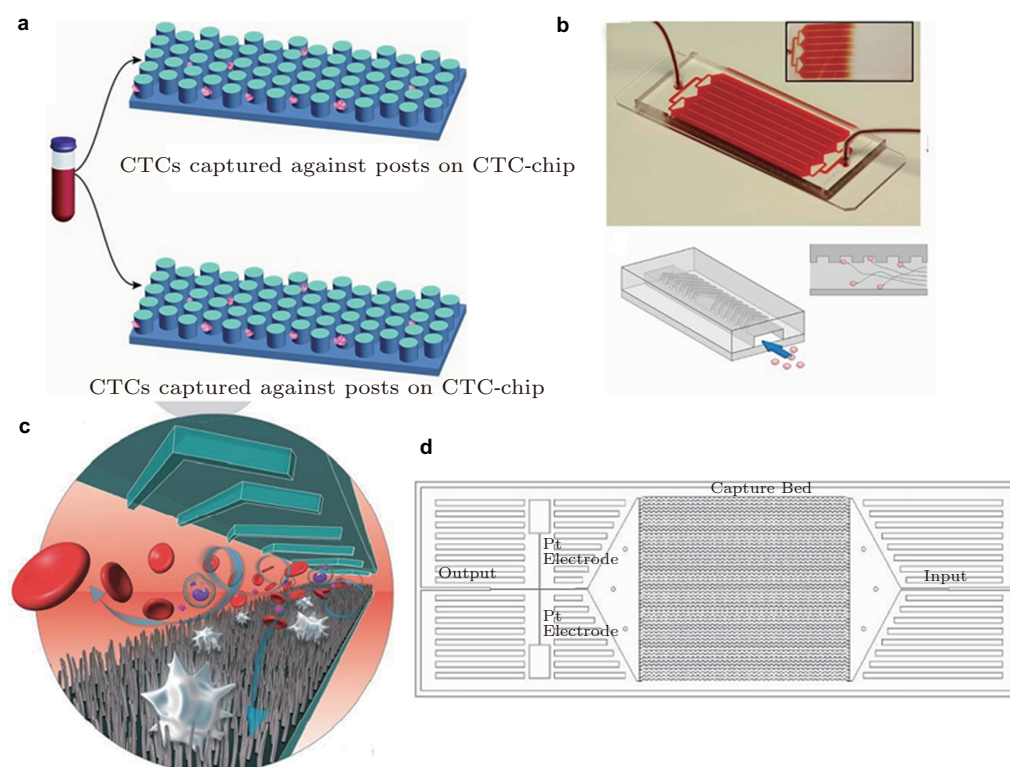 a
CTCs captured against posts on CTC-chip
CTCs captured against posts on CTC-chip
b
c
d
Capture Bed
Pt
Electrode
Output
Input
Pt
Electrode